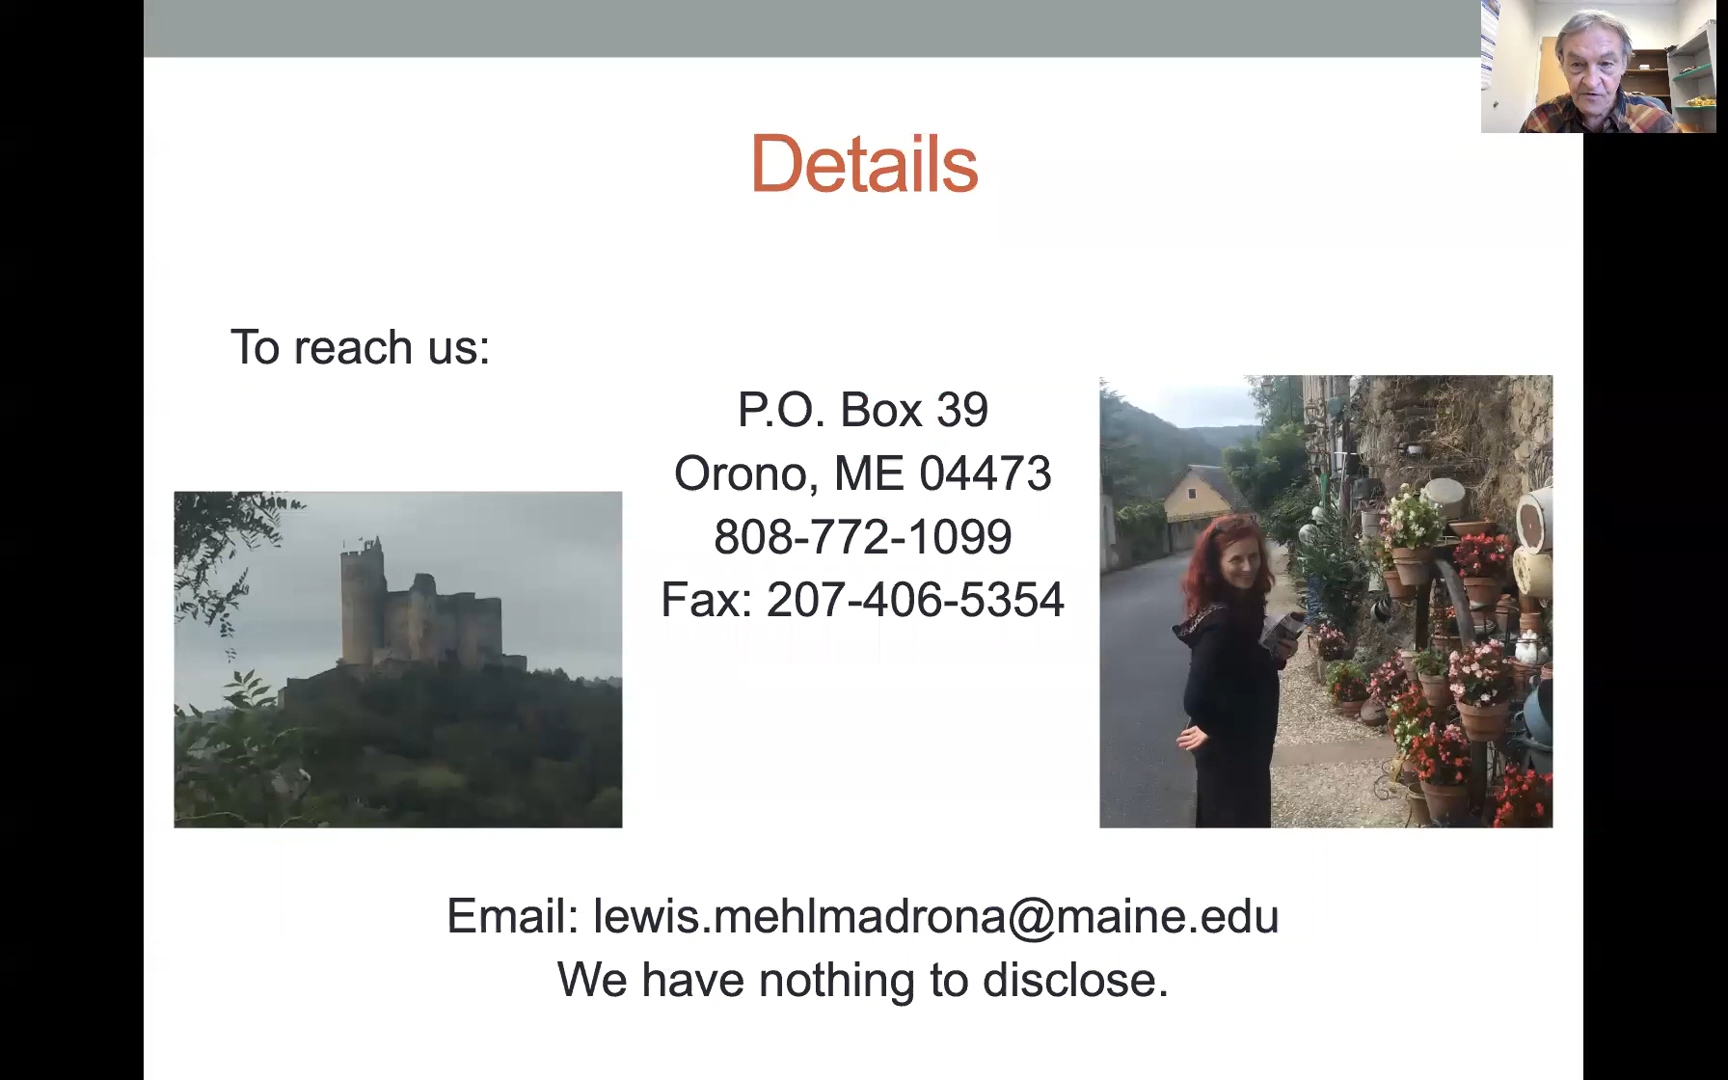 Details
To reach us:
P.O. Box 39
Orono, ME 04473
808-772-1099
Fax: 207-406-5354
Email: lewis.mehlmadrona@maine.edu
We have nothing to disclose.